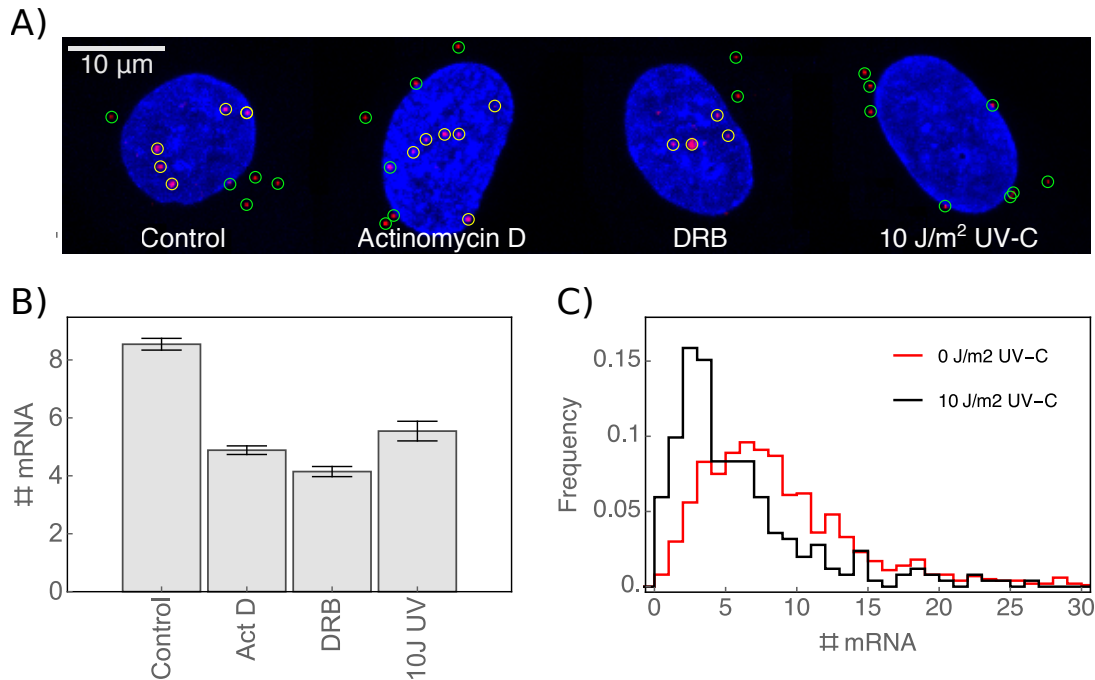 A)
10 μm
Control
Actinomycin D
DRB
10 J/m² UV-C
B)
# mRNA
8
6
4
2
0
Control
Act D
DRB
10J UV
C)
Frequency
0.15
0.1
0.05
0.
0 J/m2 UV-C
10 J/m2 UV-C
0
5
10
15
20
25
30
# mRNA